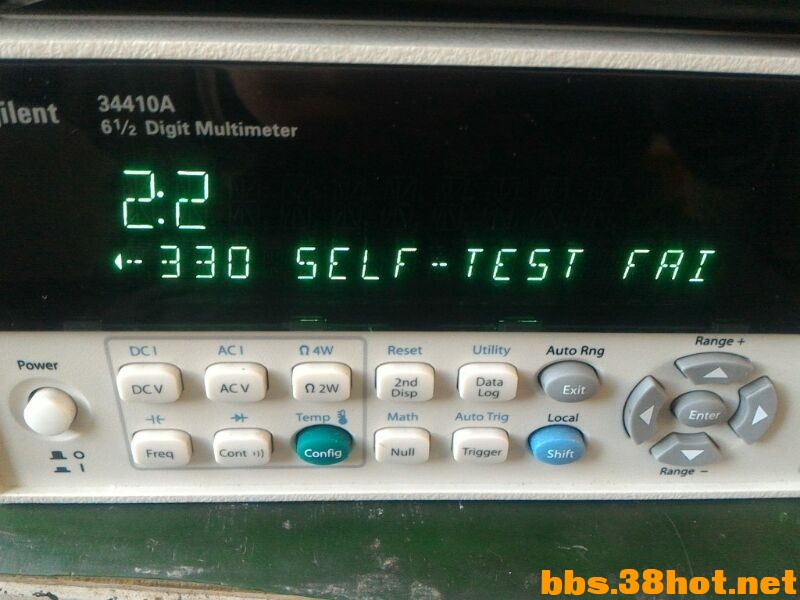 gilent 34410A
6½ Digit Multimeter
2:2
-330 SELF-TEST FAI
Power
DC I AC I Ω 4W Reset Utility Auto Rng Range +
DC V AC V Ω 2W 2nd Disp Data Log Exit
Enter
Temp Math Auto Trig Local
Freq Cont Config Null Trigger Shift
Range -
O
I
bbs.38hot.net